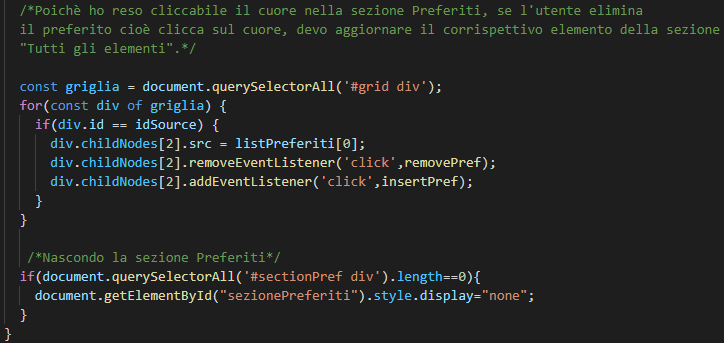 /*Poichè ho reso cliccabile il cuore nella sezione Preferiti, se l'utente elimina
il preferito cioè clicca sul cuore, devo aggiornare il corrispettivo elemento della sezione
"Tutti gli elementi".*/
const griglia = document.querySelectorAll('#grid div');
for(const div of griglia) {
if(div.id == idSource) {
div.childNodes[2].src = listPreferiti[0];
div.childNodes[2].removeEventListener('click',removePref);
div.childNodes[2].addEventListener('click',insertPref);
}
}
/*Nascondo la sezione Preferiti*/
if(document.querySelectorAll('#sectionPref div').length==0){
document.getElementById("sezionePreferiti").style.display="none";
}
}